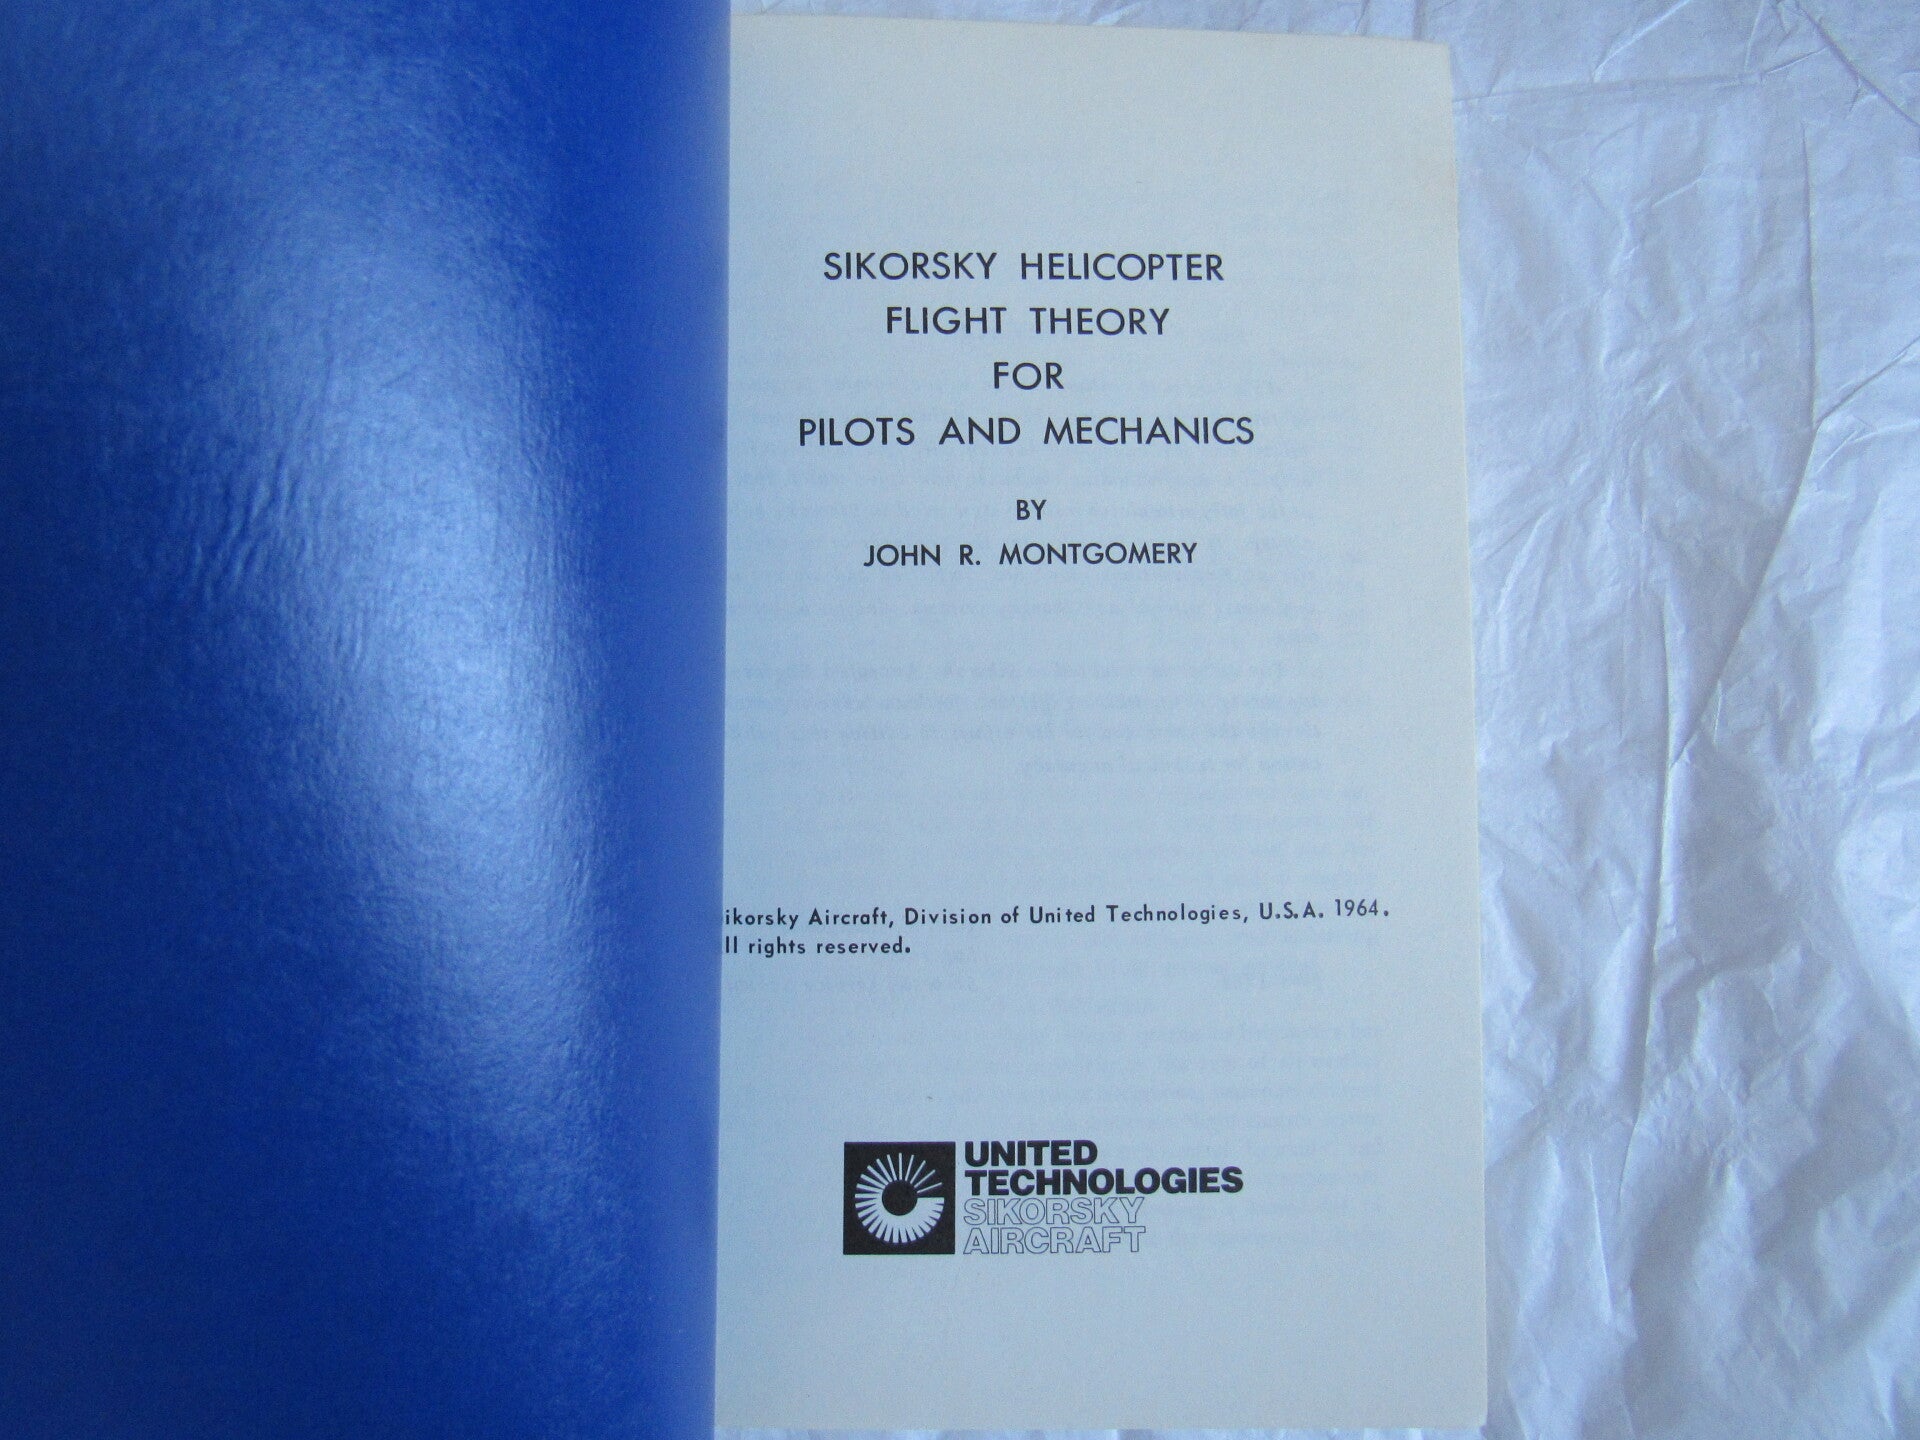 SIKORSKY HELICOPTER
FLIGHT THEORY
FOR
PILOTS AND MECHANICS
BY
JOHN R. MONTGOMERY
ikorsky Aircraft, Division of United Technologies, U.S.A. 1964.
ll rights reserved.
UNITED
TECHNOLOGIES
SIKORSKY
AIRCRAFT